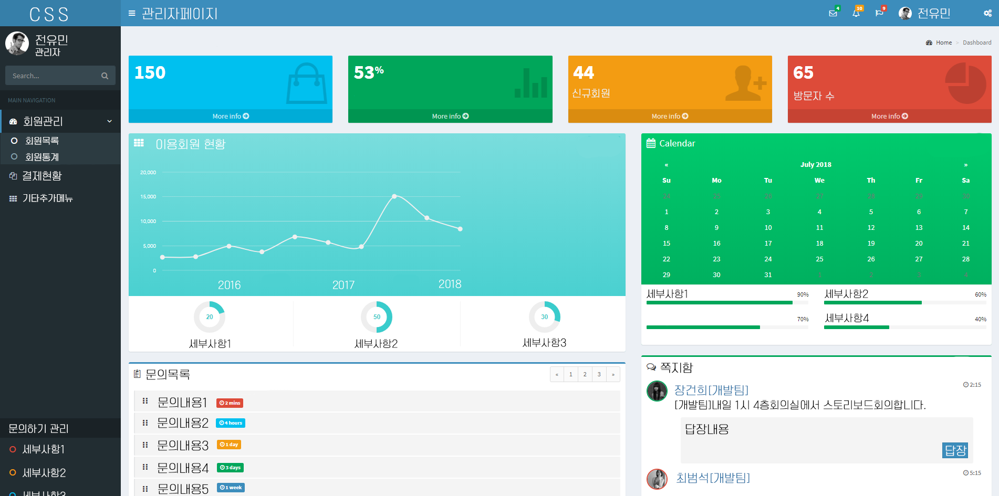 CSS
관리자페이지
4
10
9
전유민
전유민
관리자
Search...
MAIN NAVIGATION
회원관리
회원목록
회원통계
결제현황
기타추가메뉴
문의하기 관리
세부사항1
세부사항2
세부사항3
Home > Dashboard
150
More info
53%
More info
44
신규회원
More info
65
방문자 수
More info
이용회원 현황
20,000
15,000
10,000
5,000
0
2016 2017 2018
20 50 30
세부사항1 세부사항2 세부사항3
문의목록
« 1 2 3 »
문의내용1 2 mins
문의내용2 4 hours
문의내용3 1 day
문의내용4 3 days
문의내용5 1 week
Calendar
« July 2018 »
Su Mo Tu We Th Fr Sa
24 25 26 27 28 29 30
1 2 3 4 5 6 7
8 9 10 11 12 13 14
15 16 17 18 19 20 21
22 23 24 25 26 27 28
29 30 31 1 2 3 4
세부사항1 90% 세부사항2 60%
70% 세부사항4 40%
쪽지함
장건희[개발팀] 2:15
[개발팀]내일 1시 4층회의실에서 스토리보드회의합니다.
답장내용
답장
최범석[개발팀] 5:15